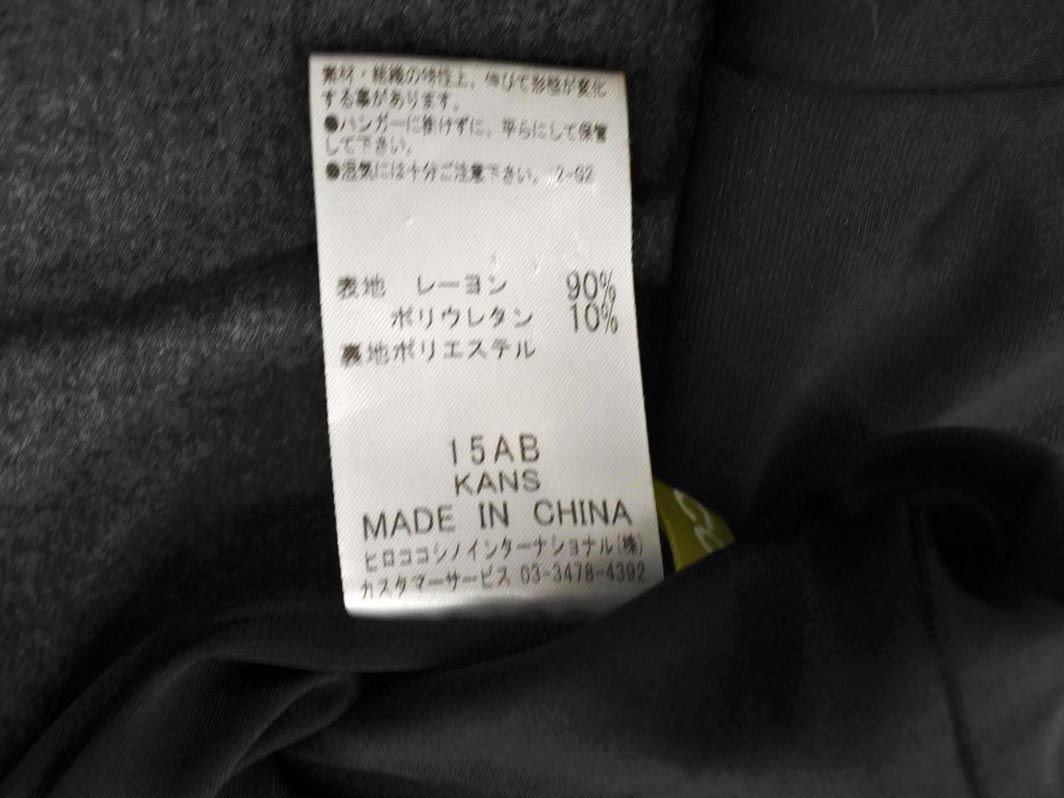 素材・組織の特性上、伸びて形態が変化
する事があります。
●ハンガーに掛けずに、平らにして保管
して下さい。
●湿気には十分ご注意下さい。 2-G2
表地 レーヨン 90%
ポリウレタン 10%
裏地ポリエステル
15AB
KANS
MADE IN CHINA
ヒロココシノインターナショナル(株)
カスタマーサービス 03-3478-4392